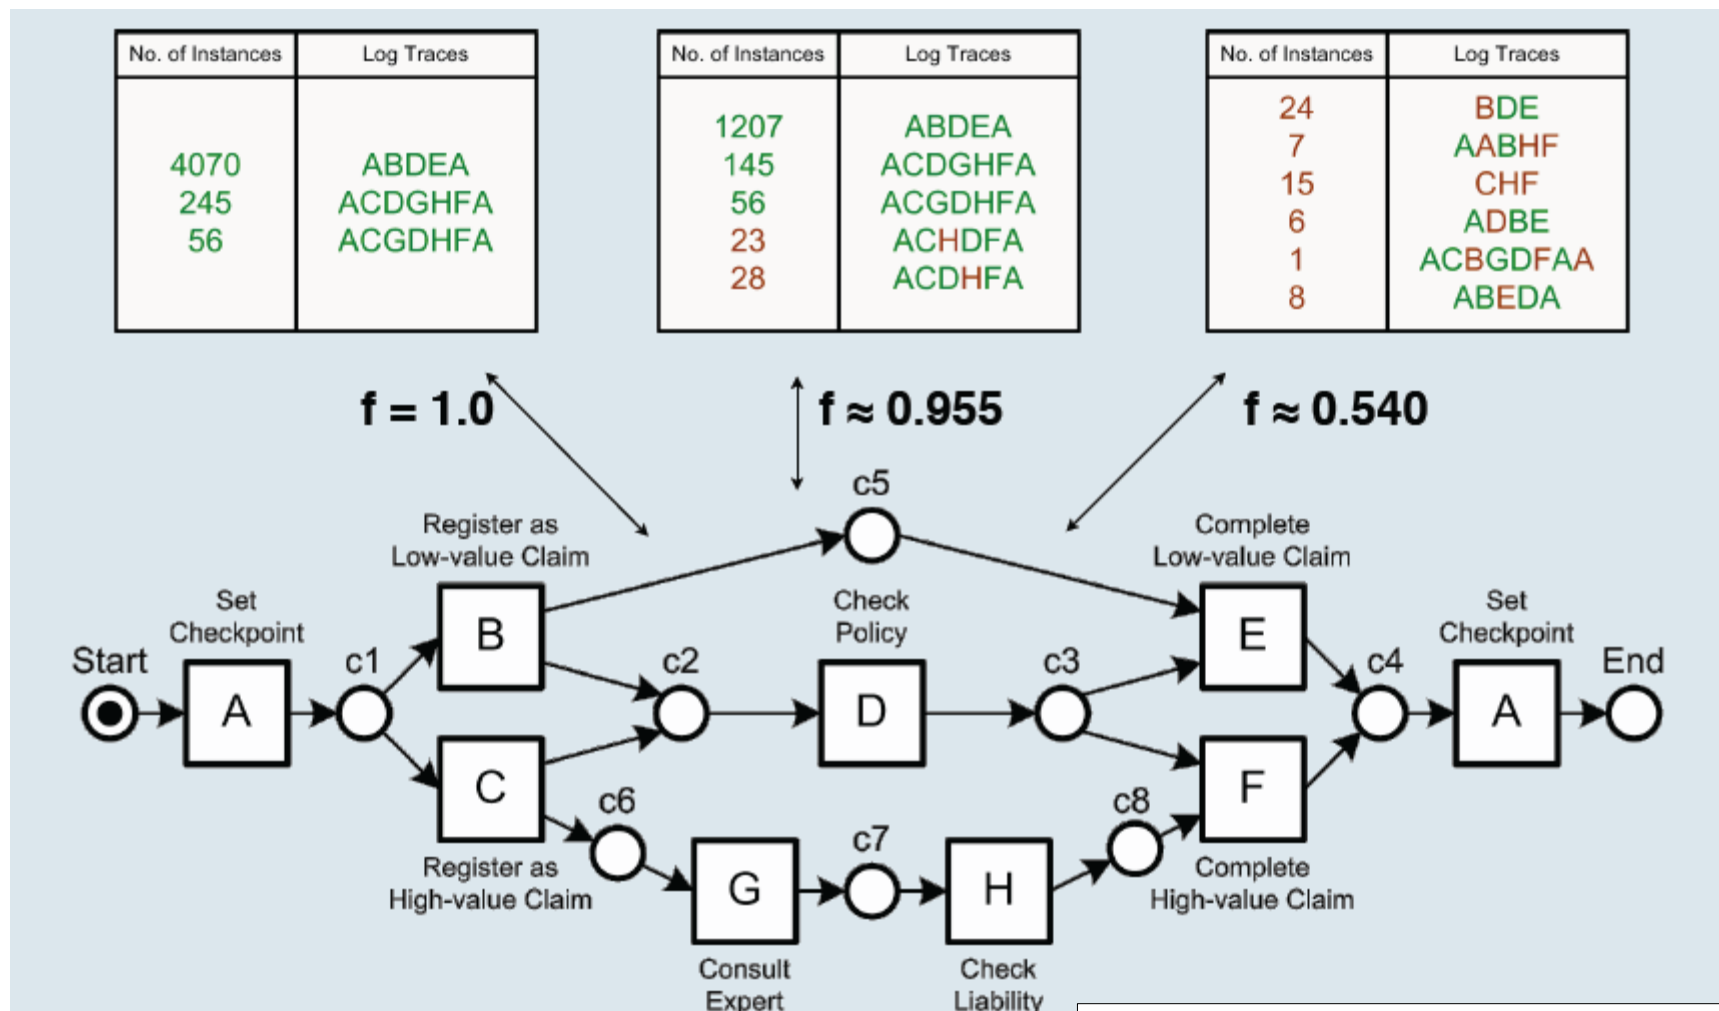 No. of Instances Log Traces
4070 ABDEA
245 ACDGHFA
56 ACGDHFA
No. of Instances Log Traces
1207 ABDEA
145 ACDGHFA
56 ACGDHFA
23 ACHDFA
28 ACDHFA
No. of Instances Log Traces
24 BDE
7 AABHF
15 CHF
6 ADBE
1 ACBGDFAA
8 ABEDA
f = 1.0
f ≈ 0.955
f ≈ 0.540
c5
Register as
Low-value Claim
Complete
Low-value Claim
Set
Checkpoint
B
Check
Policy
E
Set
Checkpoint
Start
c1
c2
c3
c4
End
A
D
A
C
c6
F
c8
c7
Register as
High-value Claim
G
H
Complete
High-value Claim
Consult
Expert
Check
Liability